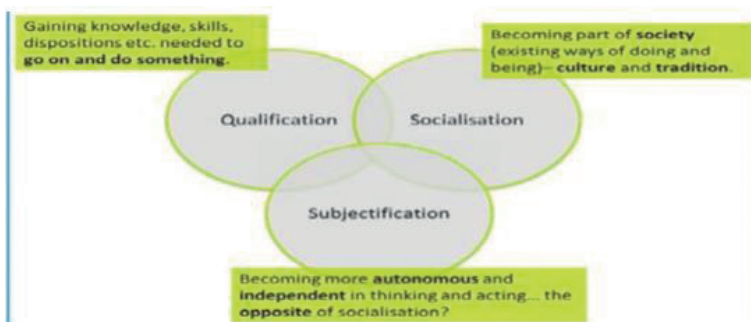 Gaining knowledge, skills,
dispositions etc. needed to
go on and do something.
Becoming part of society
(existing ways of doing and
being)– culture and tradition.
Qualification
Socialisation
Subjectification
Becoming more autonomous and
independent in thinking and acting... the
opposite of socialisation?